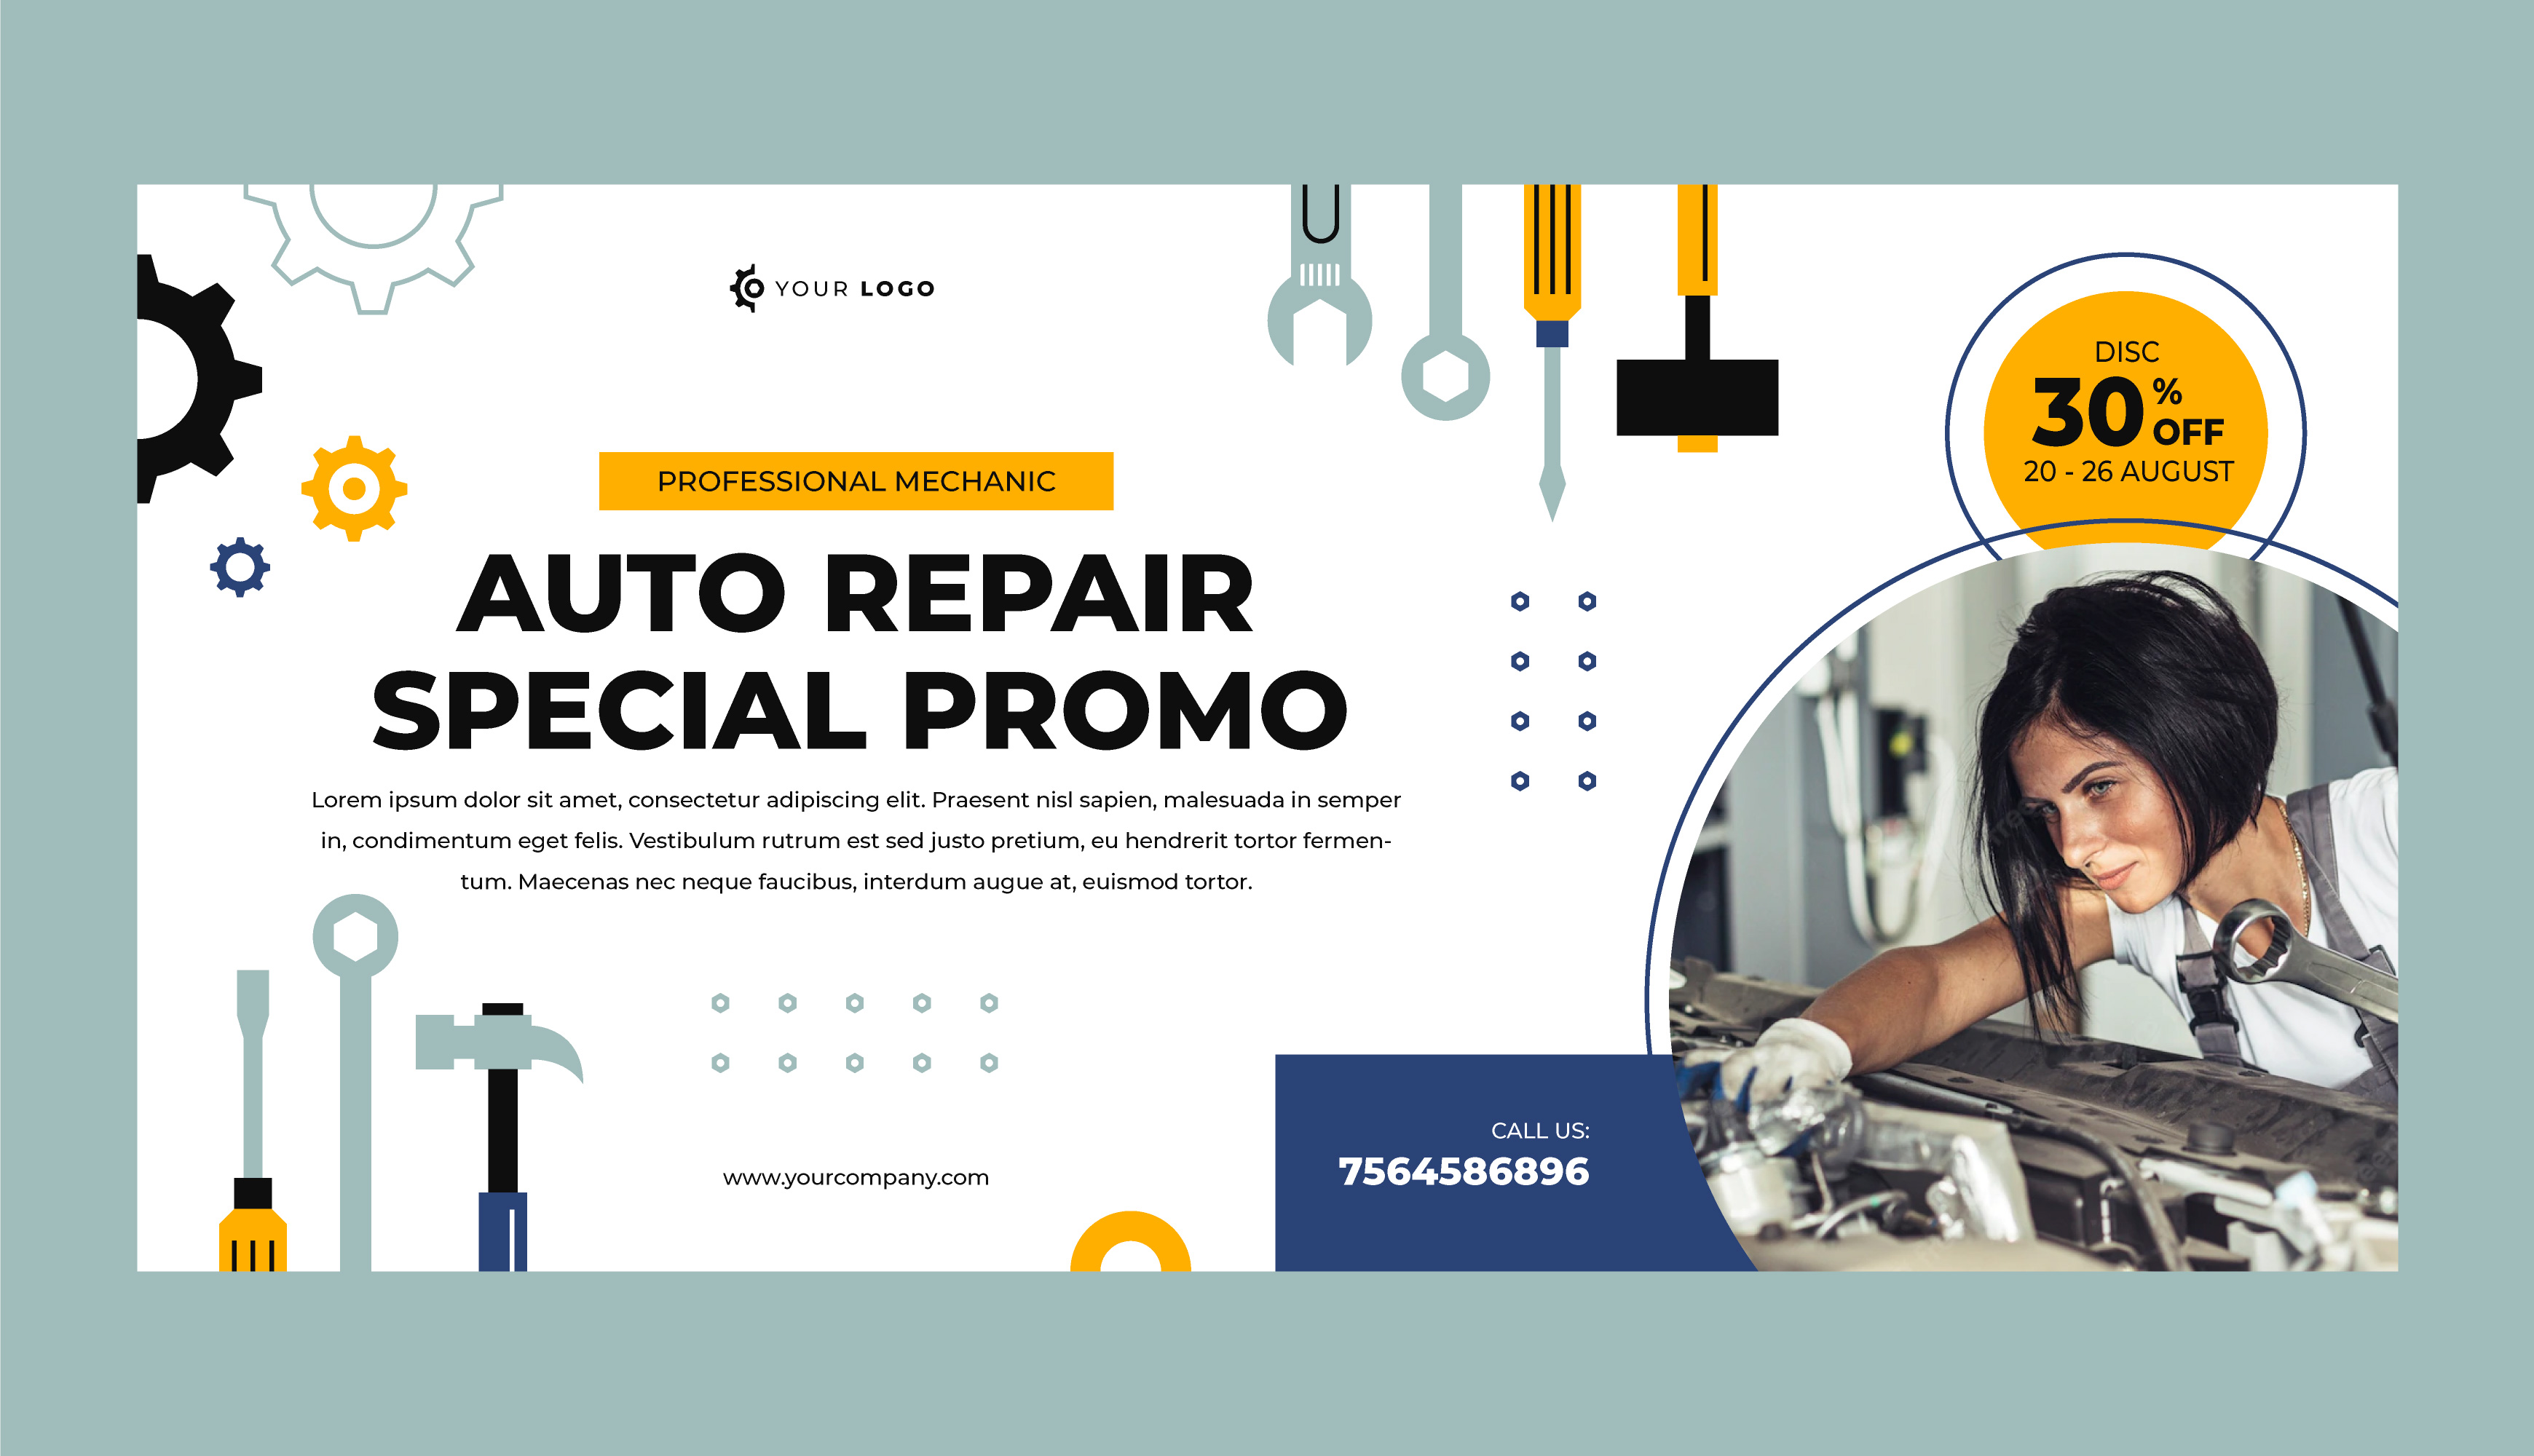 YOUR LOGO
PROFESSIONAL MECHANIC
AUTO REPAIR
SPECIAL PROMO
Lorem ipsum dolor sit amet, consectetur adipiscing elit. Praesent nisl sapien, malesuada in semper
in, condimentum eget felis. Vestibulum rutrum est sed justo pretium, eu hendrerit tortor fermen-
tum. Maecenas nec neque faucibus, interdum augue at, euismod tortor.
www.yourcompany.com
DISC
30% OFF
20 - 26 AUGUST
CALL US:
7564586896